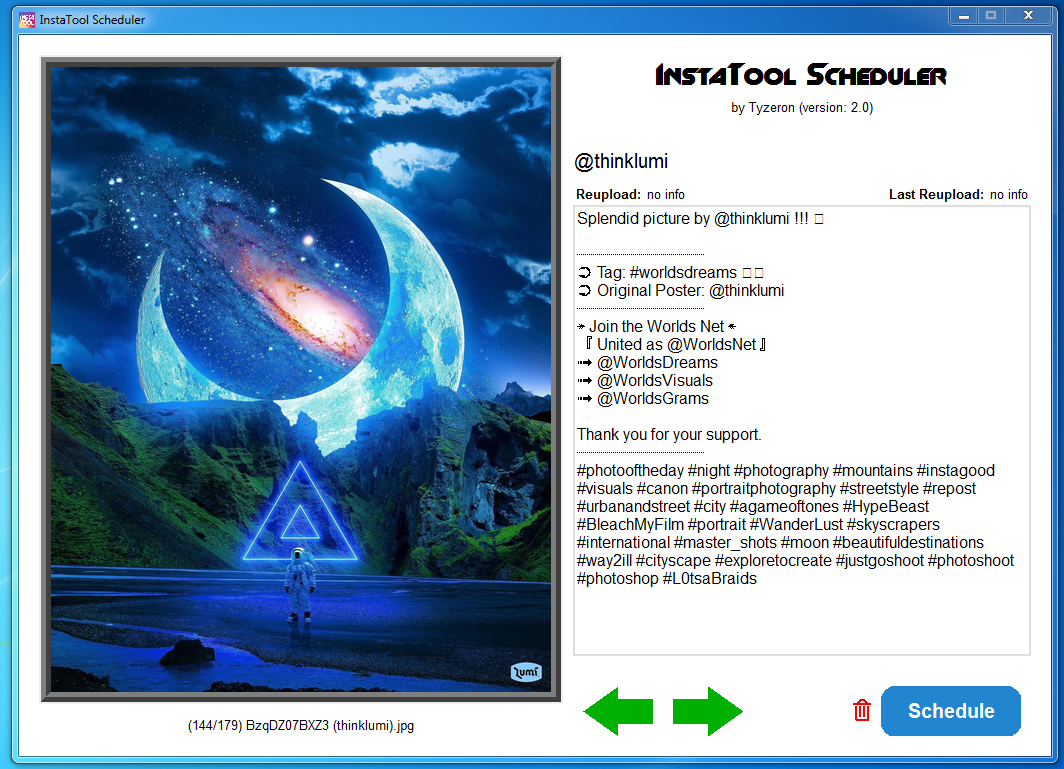 InstaTool Scheduler
InstaTool Scheduler
by Tyzeron (version: 2.0)
@thinklumi
Reupload: no info
Last Reupload: no info
Splendid picture by @thinklumi !!! □
➲ Tag: #worldsdreams □□
➲ Original Poster: @thinklumi
↠ Join the Worlds Net ↞
『 United as @WorldsNet 』
➟ @WorldsDreams
➟ @WorldsVisuals
➟ @WorldsGrams
Thank you for your support.
#photooftheday #night #photography #mountains #instagood
#visuals #canon #portraitphotography #streetstyle #repost
#urbanandstreet #city #agameoftones #HypeBeast
#BleachMyFilm #portrait #WanderLust #skyscrapers
#international #master_shots #moon #beautifuldestinations
#way2ill #cityscape #exploretocreate #justgoshoot #photoshoot
#photoshop #L0tsaBraids
Lumi
(144/179) BzqDZ07BXZ3 (thinklumi).jpg
Schedule